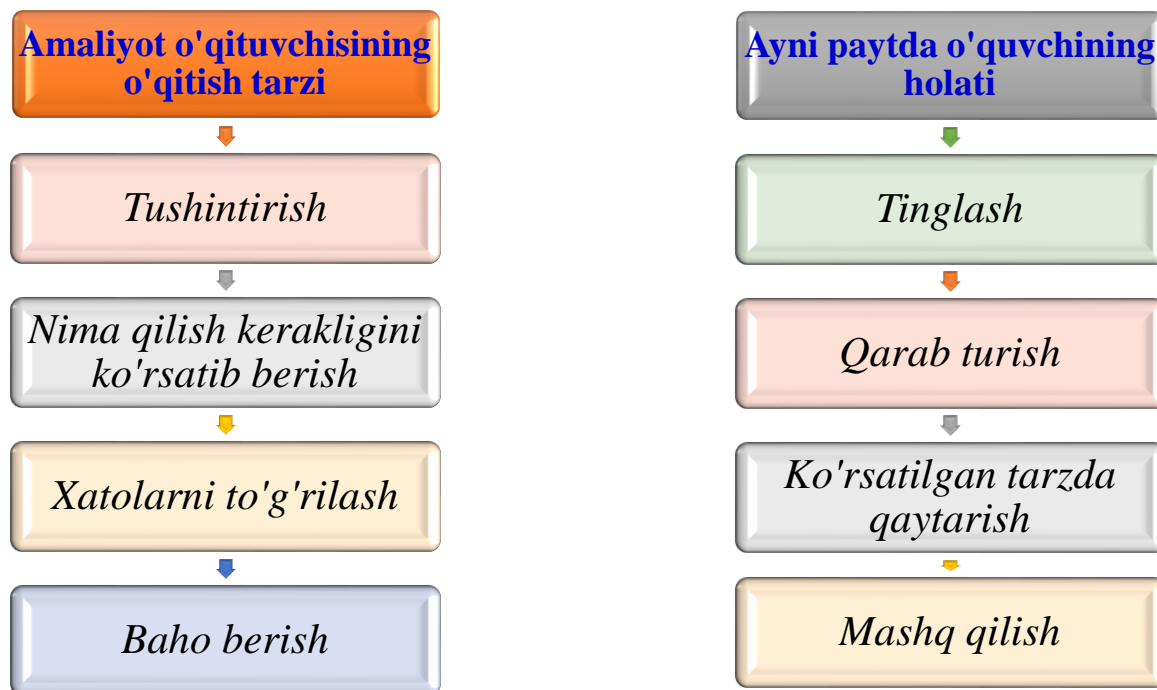 Amaliyot o'qituvchisining
o'qitish tarzi
Tushintirish
Nima qilish kerakligini
ko'rsatib berish
Xatolarni to'g'rilash
Baho berish
Ayni paytda o'quvchining
holati
Tinglash
Qarab turish
Ko'rsatilgan tarzda
qaytarish
Mashq qilish